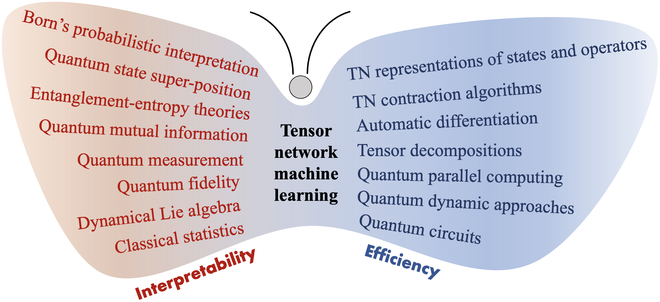 Born's probabilistic interpretation
Quantum state super-position
Entanglement-entropy theories
Quantum mutual information
Quantum measurement
Quantum fidelity
Dynamical Lie algebra
Classical statistics
Interpretability
Tensor
network
machine
learning
TN representations of states and operators
TN contraction algorithms
Automatic differentiation
Tensor decompositions
Quantum parallel computing
Quantum dynamic approaches
Quantum circuits
Efficiency